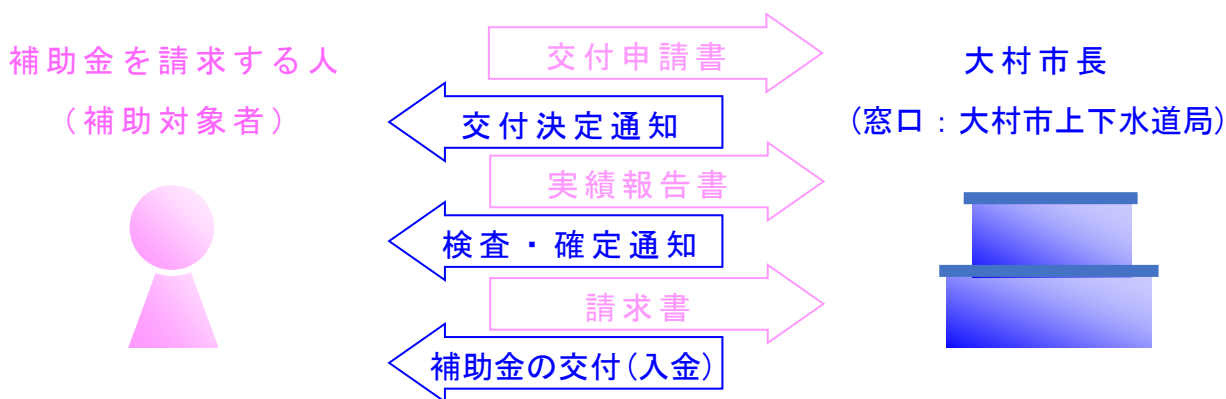 補助金を請求する人
（補助対象者）
交付申請書
交付決定通知
実績報告書
検査・確定通知
請求書
補助金の交付(入金)
大村市長
(窓口：大村市上下水道局)